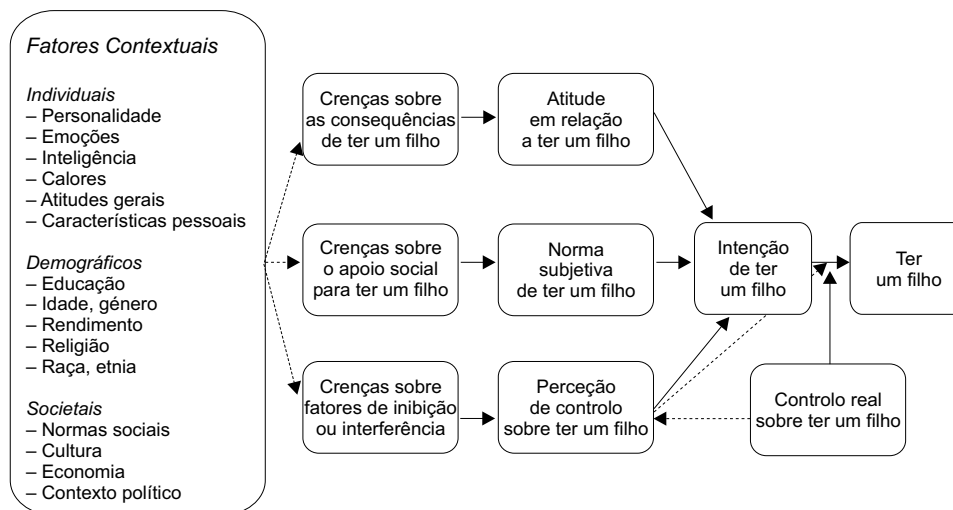 Fatores Contextuais
Individuais
– Personalidade
– Emoções
– Inteligência
– Calores
– Atitudes gerais
– Características pessoais
Demográficos
– Educação
– Idade, género
– Rendimento
– Religião
– Raça, etnia
Societais
– Normas sociais
– Cultura
– Economia
– Contexto político
Crenças sobre
as consequências
de ter um filho
Atitude
em relação
a ter um filho
Crenças sobre
o apoio social
para ter um filho
Norma
subjetiva
de ter um filho
Intenção
de ter
um filho
Ter
um filho
Crenças sobre
fatores de inibição
ou interferência
Perceção
de controlo
sobre ter um filho
Controlo real
sobre ter um filho